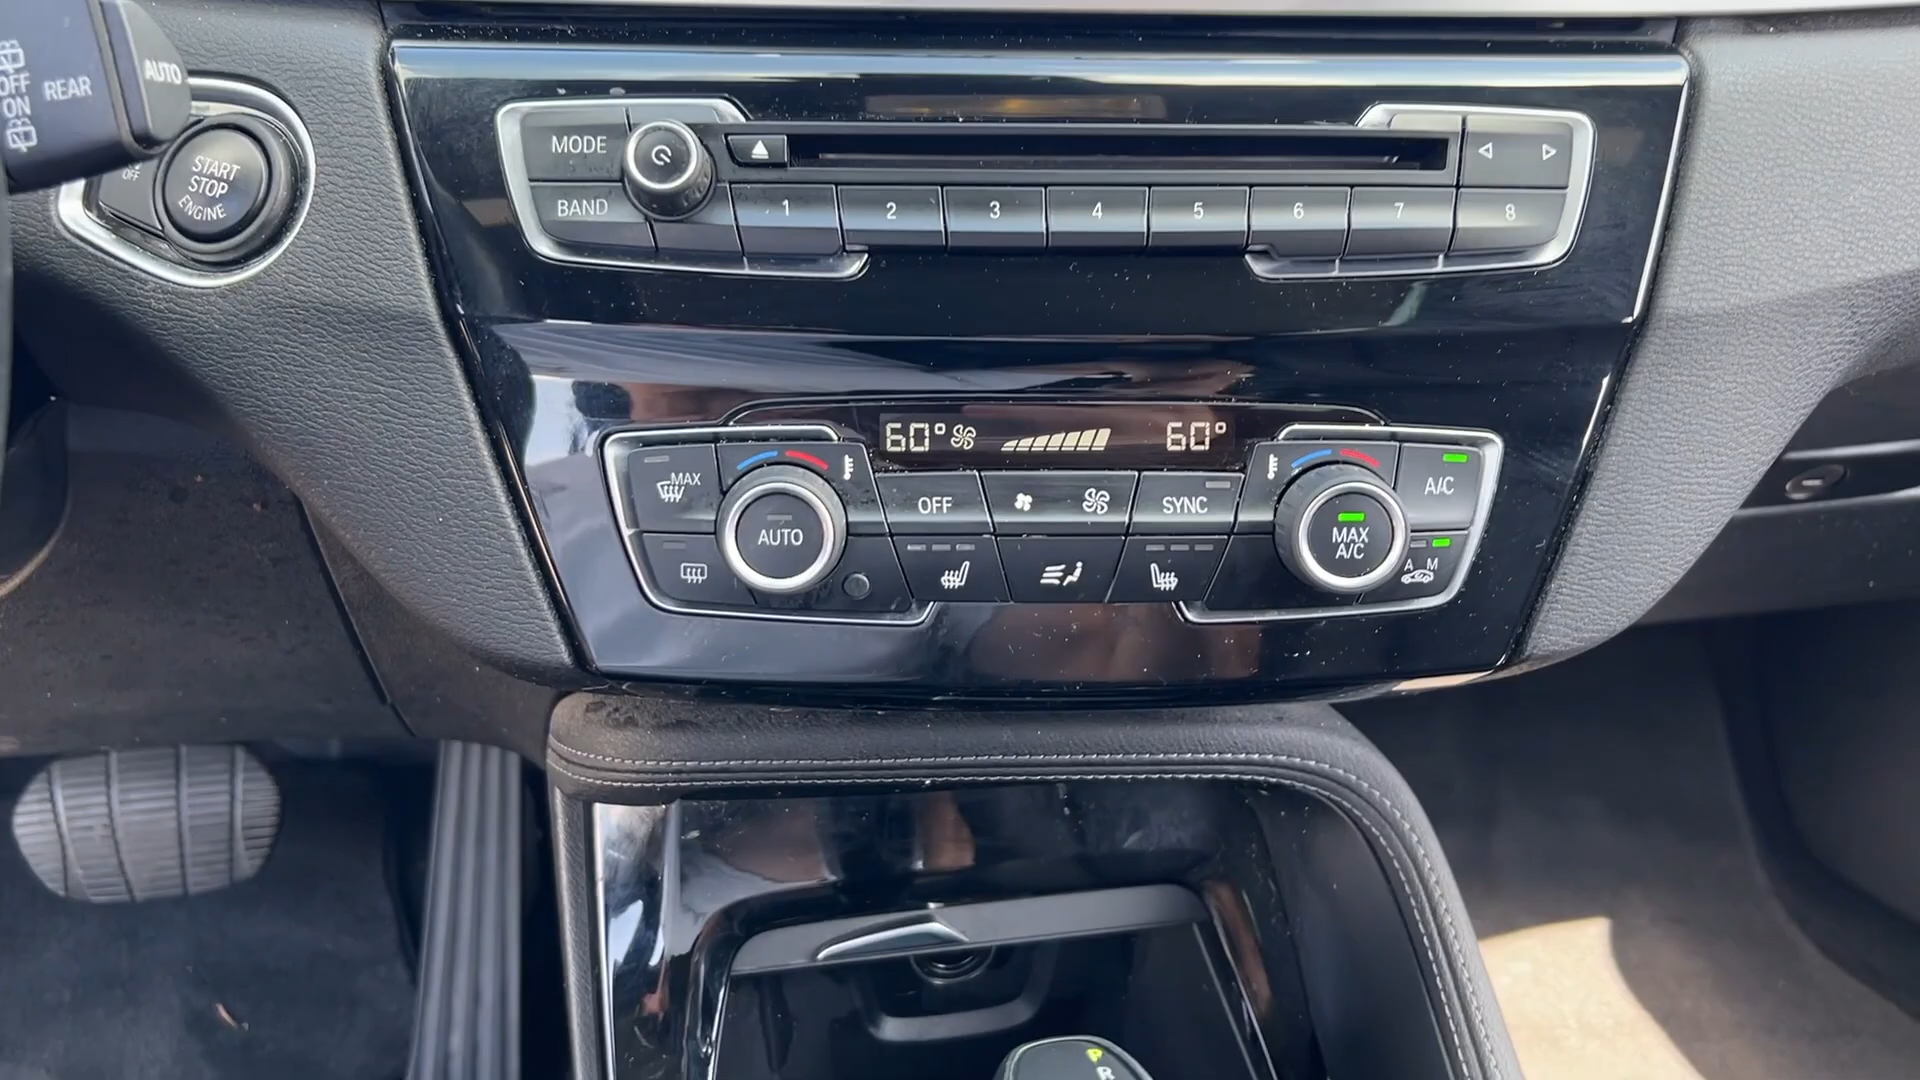 OFF
ON
REAR
AUTO
OFF
START
STOP
ENGINE
MODE
BAND
1 2 3 4 5 6 7 8
60° 60°
MAX
OFF
SYNC
A/C
AUTO
MAX
A/C
A M
P
R